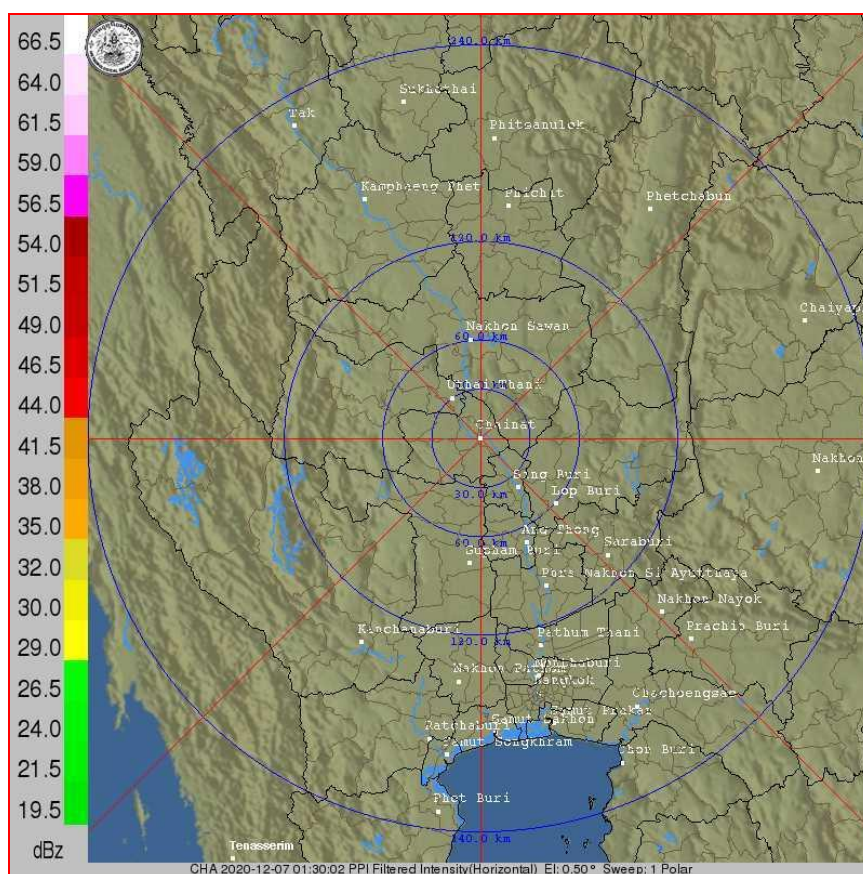 66.5
64.0
61.5
59.0
56.5
54.0
51.5
49.0
46.5
44.0
41.5
38.0
35.0
32.0
30.0
29.0
26.5
24.0
21.5
19.5
dBz
240.0 km
Sukhothai
Tak
Phitsanulok
Kamphaeng Phet
Phichit
Phetchabun
120.0 km
Chaiyap
Nakhon Sawan
60.0 km
Uthai Thani
Chainat
Nakhon
Sing Buri
30.0 km
Lop Buri
Ang Thong
60.0 km
Suphan Buri
Saraburi
Pora Nakhon Si Ayutthaya
Nakhon Nayok
120.0 km
Kanchanaburi
Prachin Buri
Pathum Thani
Nonthaburi
Nakhon Pathom
Bangkok
Chachoengsao
Samut Prakan
Samut Sakhon
Ratchaburi
Samut Songkhram
Chon Buri
Phet Buri
240.0 km
Tenasserim
CHA 2020-12-07 01:30:02 PPI Filtered Intensity(Horizontal) El: 0.50° Sweep: 1 Polar